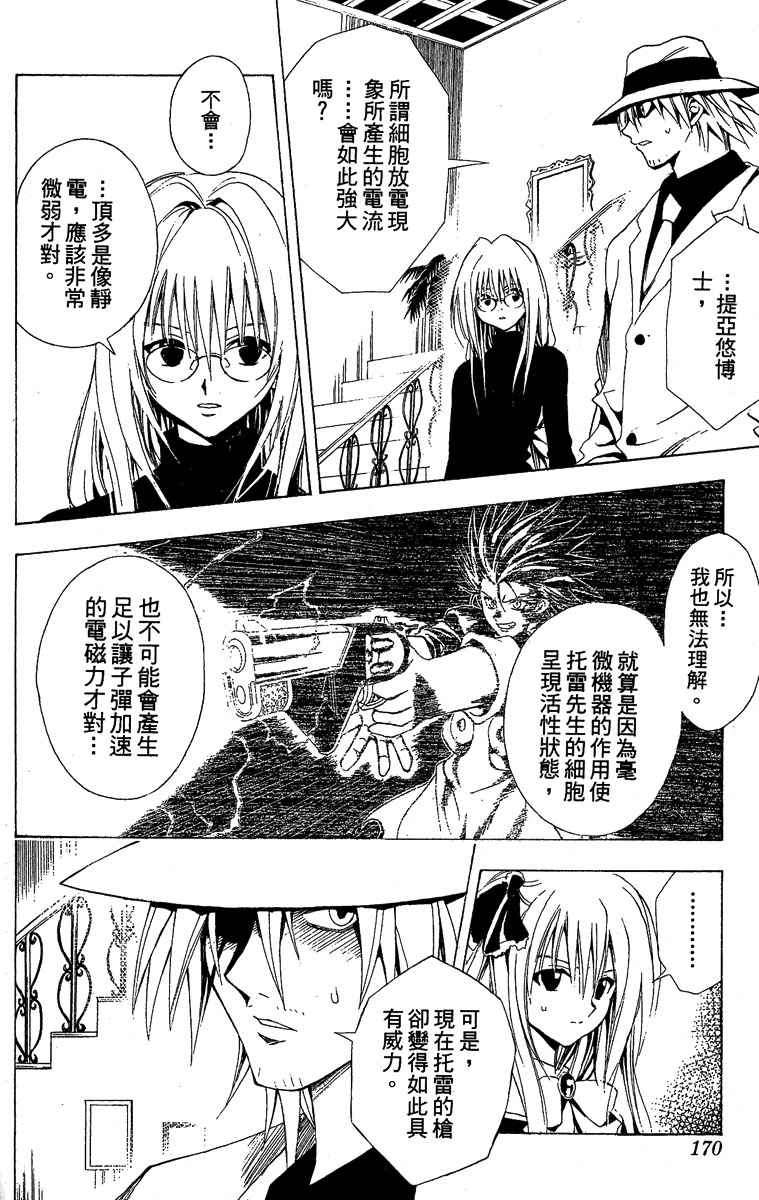 …提亞悠博
士，
所謂細胞放電現
象所產生的電流
……會如此強大
嗎？
不會…
…頂多是像靜
電，應該非常
微弱才對。
所以…
我也無法理解。
就算是因為毫
微機器的作用使
托雷先生的細胞
呈現活性狀態，
也不可能會產生
足以讓子彈加速
的電磁力才對…
………
可是，
現在托雷的槍
卻變得如此具
有威力。
170